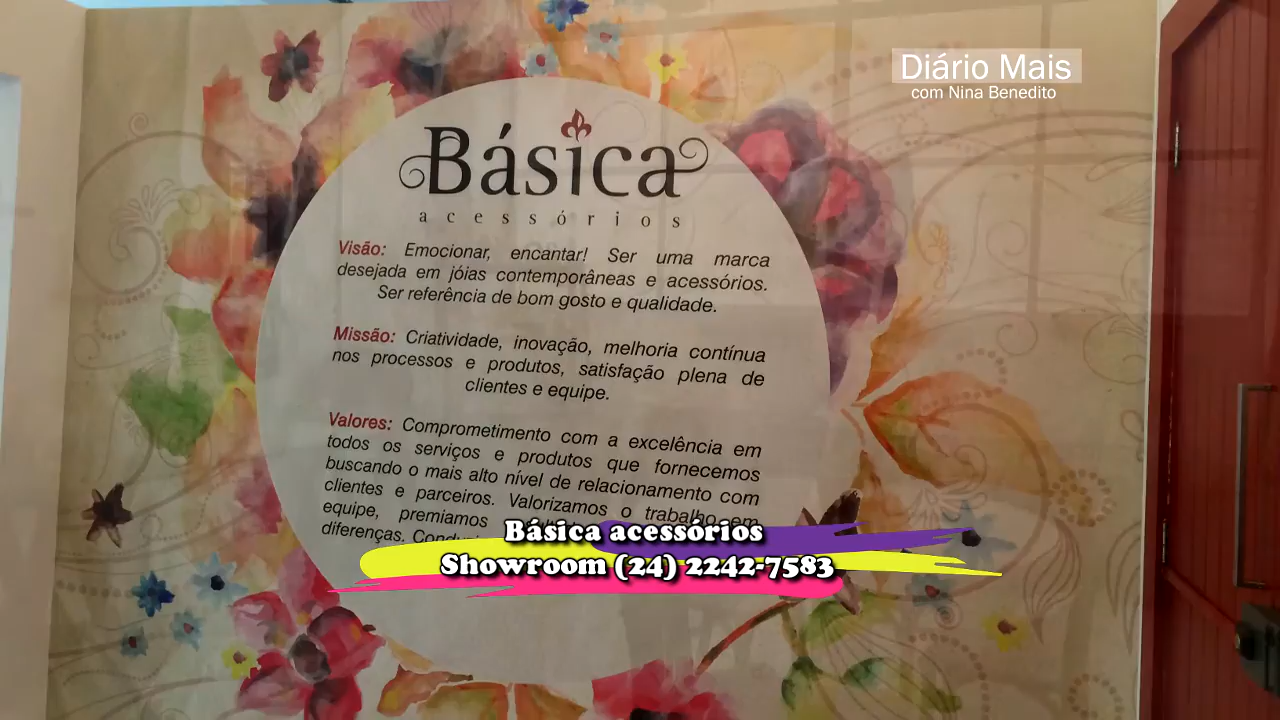 Diário Mais
com Nina Benedito
Básica
acessórios
Visão: Emocionar, encantar! Ser uma marca
desejada em jóias contemporâneas e acessórios.
Ser referência de bom gosto e qualidade.
Missão: Criatividade, inovação, melhoria contínua
nos processos e produtos, satisfação plena de
clientes e equipe.
Valores: Comprometimento com a excelência em
todos os serviços e produtos que fornecemos
buscando o mais alto nível de relacionamento com
clientes e parceiros. Valorizamos o trabalho em
equipe, premiamos
diferenças.
Básica acessórios
Showroom (24) 2242-7583